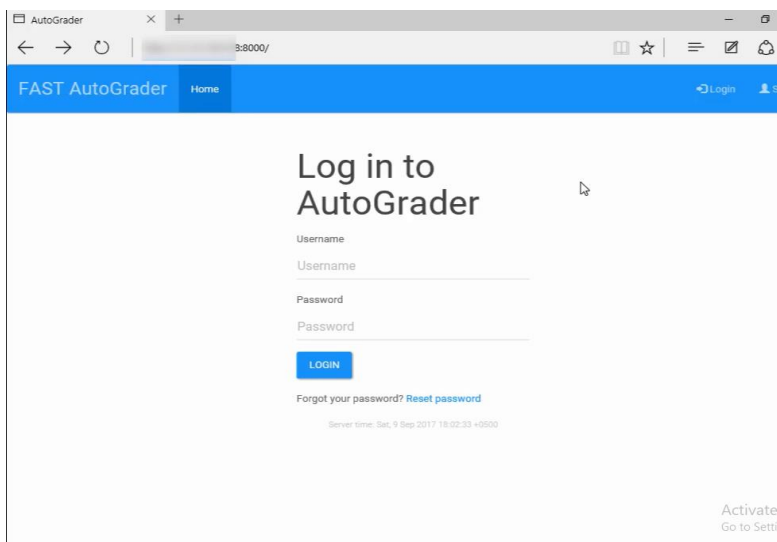 AutoGrader
8:8000/
FAST AutoGrader Home Login
Log in to
AutoGrader
Username
Username
Password
Password
LOGIN
Forgot your password? Reset password
Server time: Sat, 9 Sep 2017 18:02:33 +0500
Activate
Go to Setti